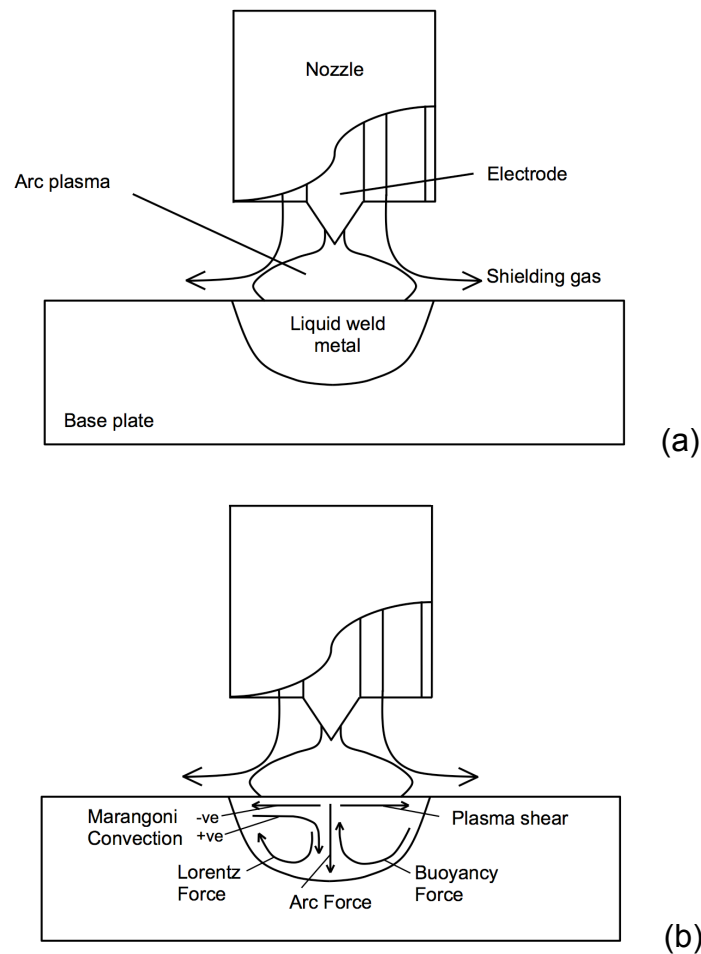 Nozzle
Arc plasma
Electrode
Shielding gas
Liquid weld
metal
Base plate
(a)
Marangoni -ve
Convection +ve
Plasma shear
Lorentz
Force
Arc Force
Buoyancy
Force
(b)